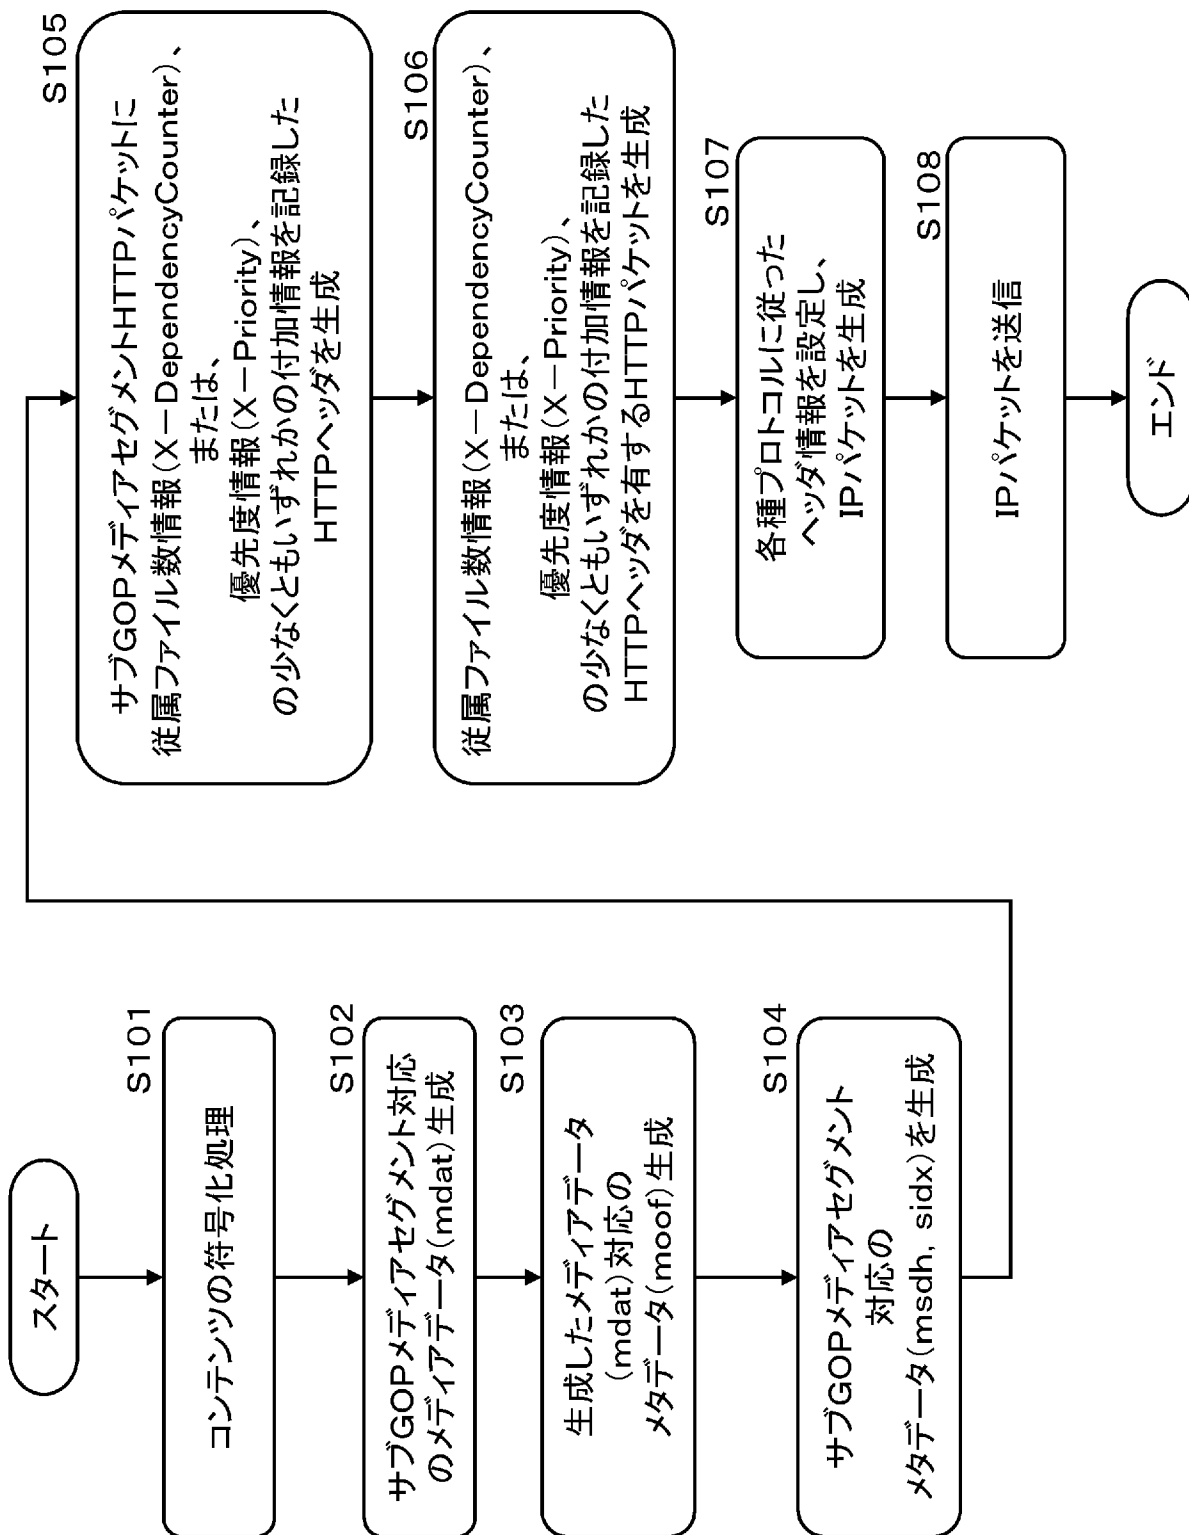 スタート
S101
コンテンツの符号化処理
S102
サブGOPメディアセグメント対応
のメディアデータ(mdat)生成
S103
生成したメディアデータ
(mdat)対応の
メタデータ(moof)生成
S104
サブGOPメディアセグメント
対応の
メタデータ(msdh, sidx)を生成
S105
サブGOPメディアセグメントHTTPパケットに
従属ファイル数情報(X-DependencyCounter)、
または、
優先度情報(X-Priority)、
の少なくともいずれかの付加情報を記録した
HTTPヘッダを生成
S106
従属ファイル数情報(X-DependencyCounter)、
または、
優先度情報(X-Priority)、
の少なくともいずれかの付加情報を記録した
HTTPヘッダを有するHTTPパケットを生成
S107
各種プロトコルに従った
ヘッダ情報を設定し、
IPパケットを生成
S108
IPパケットを送信
エンド